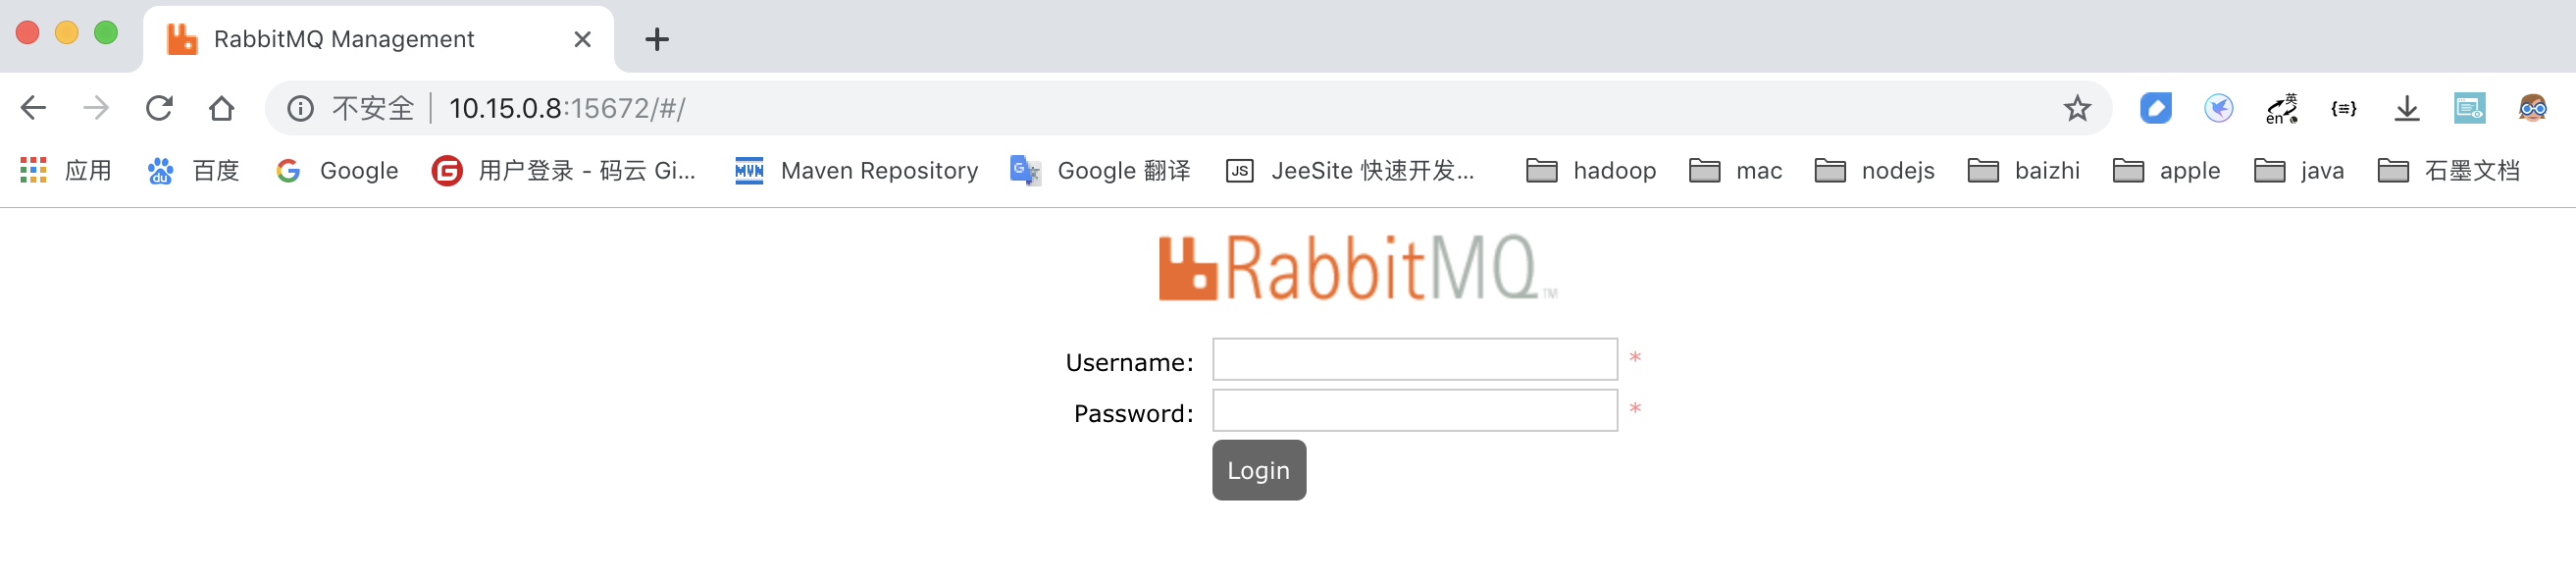 RabbitMQ Management
不安全 10.15.0.8:15672/#/
英
en
应用 百度 Google 用户登录 - 码云 Gi... Maven Repository Google 翻译 JeeSite 快速开发... hadoop mac nodejs baizhi apple java 石墨文档
RabbitMQ™
Username: *
Password: *
Login